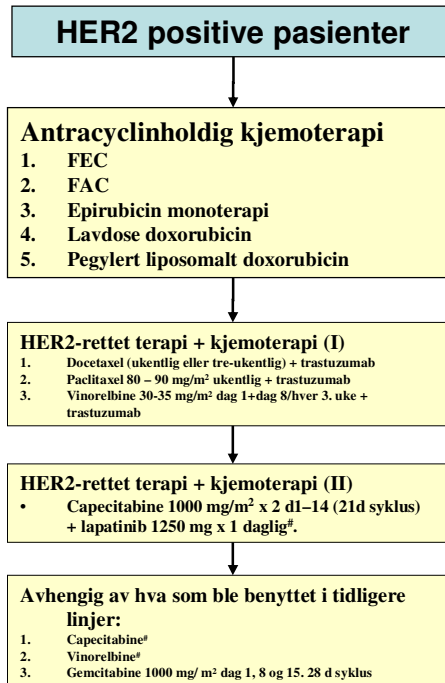 HER2 positive pasienter
Antracyclinholdig kjemoterapi
1. FEC
2. FAC
3. Epirubicin monoterapi
4. Lavdose doxorubicin
5. Pegylert liposomalt doxorubicin
HER2-rettet terapi + kjemoterapi (I)
1. Docetaxel (ukentlig eller tre-ukentlig) + trastuzumab
2. Paclitaxel 80 – 90 mg/m² ukentlig + trastuzumab
3. Vinorelbine 30-35 mg/m² dag 1+dag 8/hver 3. uke +
trastuzumab
HER2-rettet terapi + kjemoterapi (II)
• Capecitabine 1000 mg/m² x 2 d1–14 (21d syklus)
+ lapatinib 1250 mg x 1 daglig#.
Avhengig av hva som ble benyttet i tidligere
linjer:
1. Capecitabine#
2. Vinorelbine#
3. Gemcitabine 1000 mg/ m² dag 1, 8 og 15. 28 d syklus